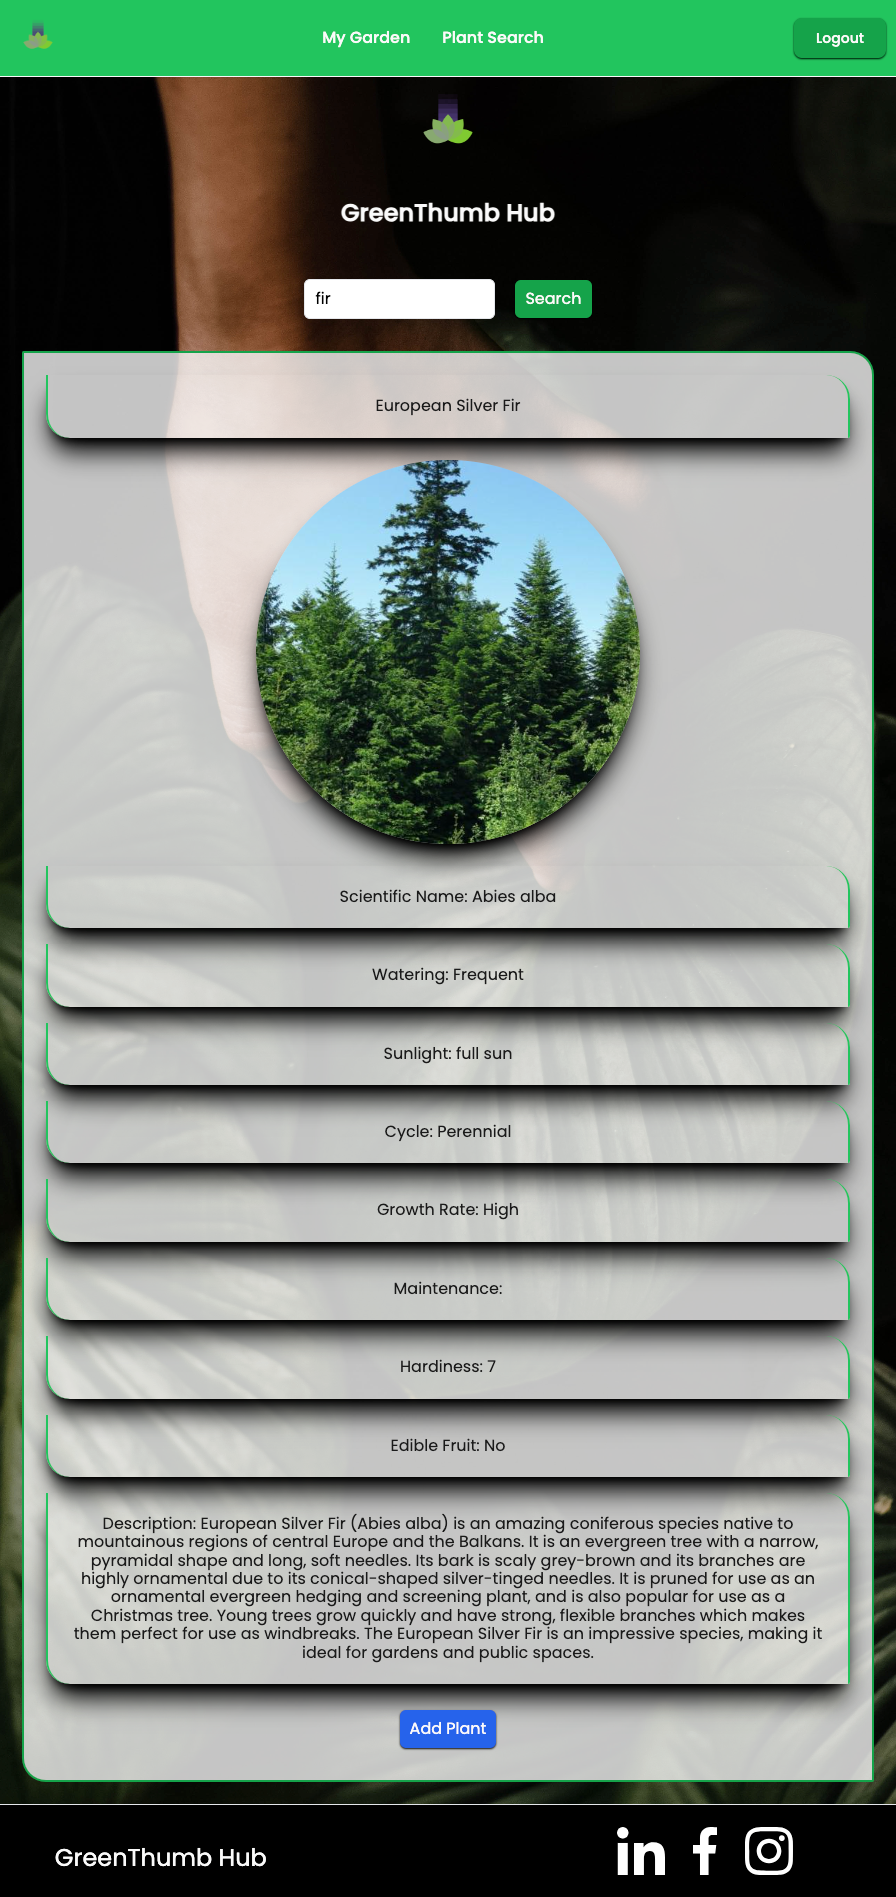 My Garden
Plant Search
Logout
GreenThumb Hub
fir
Search
European Silver Fir
Scientific Name: Abies alba
Watering: Frequent
Sunlight: full sun
Cycle: Perennial
Growth Rate: High
Maintenance:
Hardiness: 7
Edible Fruit: No
Description: European Silver Fir (Abies alba) is an amazing coniferous species native to
mountainous regions of central Europe and the Balkans. It is an evergreen tree with a narrow,
pyramidal shape and long, soft needles. Its bark is scaly grey-brown and its branches are
highly ornamental due to its conical-shaped silver-tinged needles. It is pruned for use as an
ornamental evergreen hedging and screening plant, and is also popular for use as a
Christmas tree. Young trees grow quickly and have strong, flexible branches which makes
them perfect for use as windbreaks. The European Silver Fir is an impressive species, making it
ideal for gardens and public spaces.
Add Plant
GreenThumb Hub